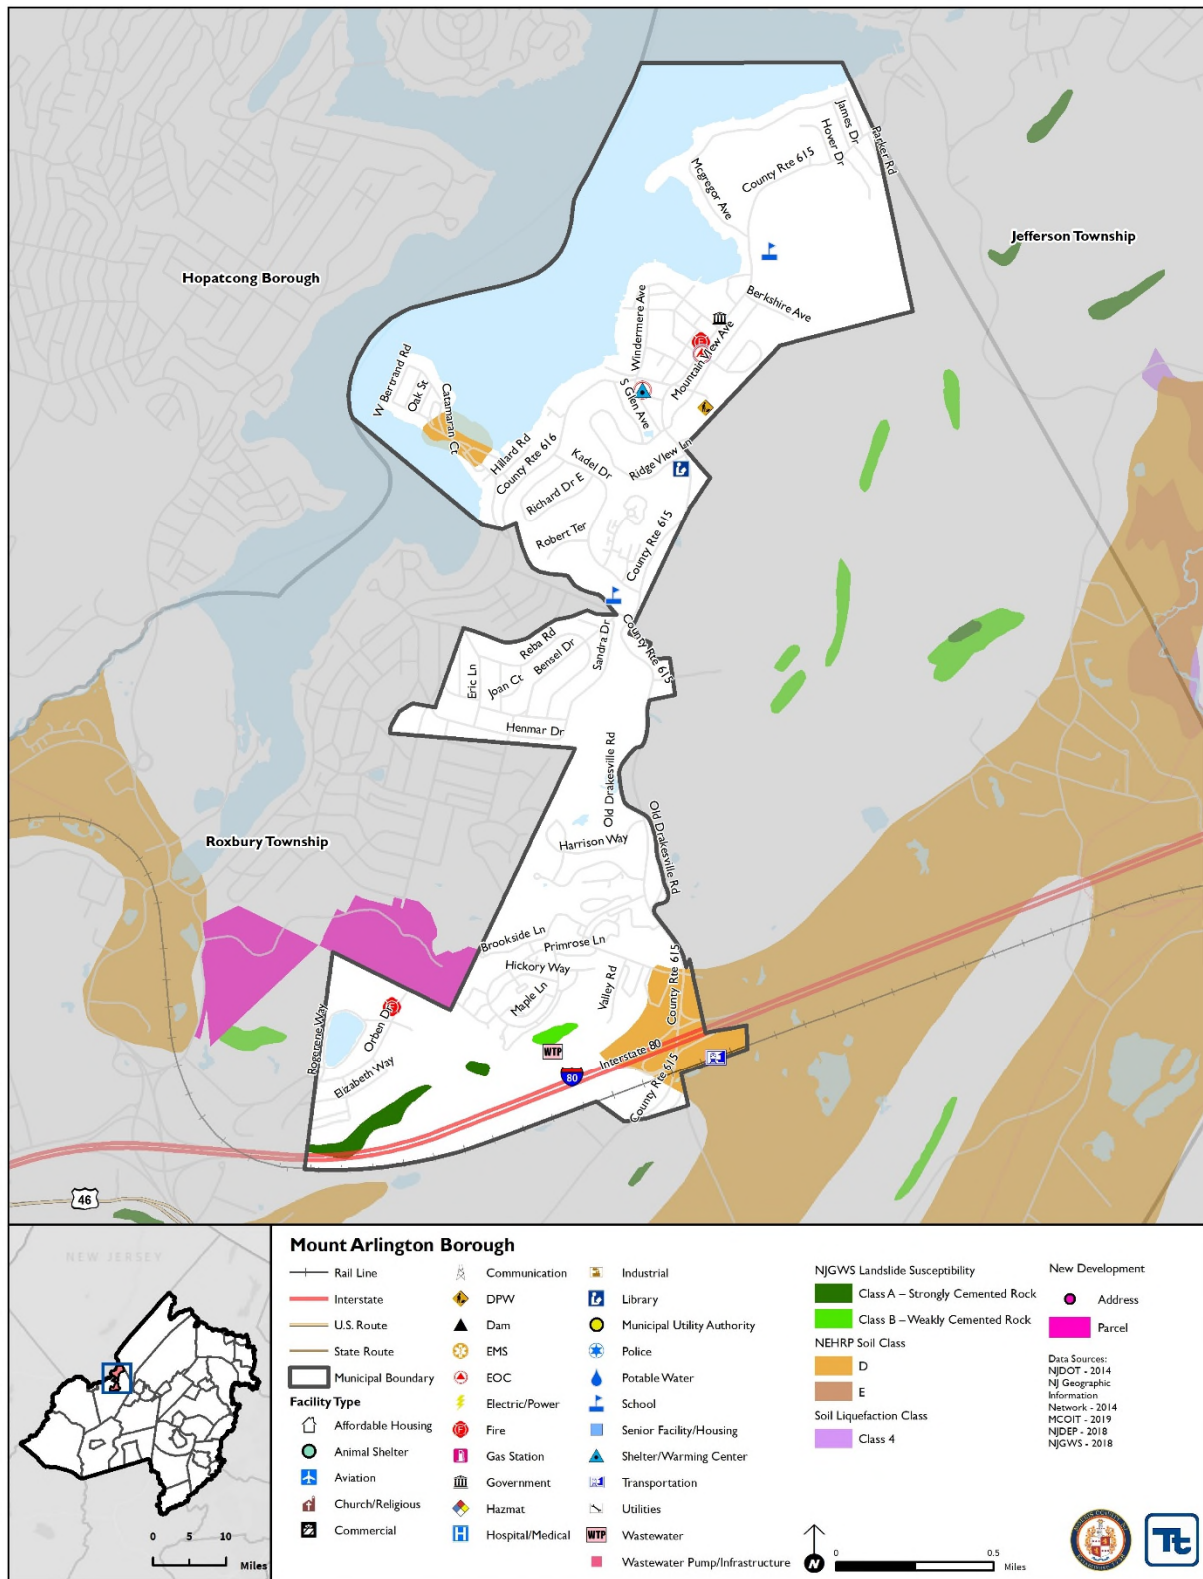 Hopatcong Borough
Jefferson Township
Roxbury Township
James Dr
Hover Dr
Parker Rd
County Rte 615
Mcgregor Ave
Berkshire Ave
Windermere Ave
Mountain View Ave
S Glen Ave
W Bertrand Rd
Oak St
Catamaran Ct
Hillard Rd
County Rte 616
Kadel Dr
Ridge View Ln
Richard Dr E
Robert Ter
County Rte 615
Reba Rd
Bensel Dr
Sandra Dr
County Rte 615
Eric Ln
Joan Ct
Henmar Dr
Old Drakesville Rd
Harrison Way
Old Drakesville Rd
Brookside Ln
Primrose Ln
Hickory Way
Maple Ln
Valley Rd
County Rte 615
Rogerene Way
Orben Dr
Elizabeth Way
WTP
Interstate 80
80
County Rte 615
46
NEW JERSEY
0 5 10
Miles
Mount Arlington Borough
Rail Line
Interstate
U.S. Route
State Route
Municipal Boundary
Facility Type
Affordable Housing
Animal Shelter
Aviation
Church/Religious
Commercial
Communication
DPW
Dam
EMS
EOC
Electric/Power
Fire
Gas Station
Government
Hazmat
H Hospital/Medical
Industrial
Library
Municipal Utility Authority
Police
Potable Water
School
Senior Facility/Housing
Shelter/Warming Center
Transportation
Utilities
WTP Wastewater
Wastewater Pump/Infrastructure
NJGWS Landslide Susceptibility
Class A – Strongly Cemented Rock
Class B – Weakly Cemented Rock
NEHRP Soil Class
D
E
Soil Liquefaction Class
Class 4
New Development
Address
Parcel
Data Sources:
NJDOT - 2014
NJ Geographic
Information
Network - 2014
MCOIT - 2019
NJDEP - 2018
NJGWS - 2018
N
0 0.5
Miles
Tt